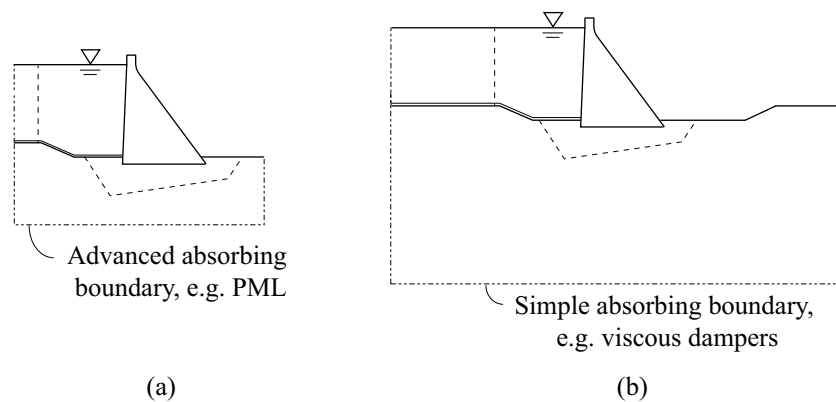 Advanced absorbing
boundary, e.g. PML
Simple absorbing boundary,
e.g. viscous dampers
(a)
(b)